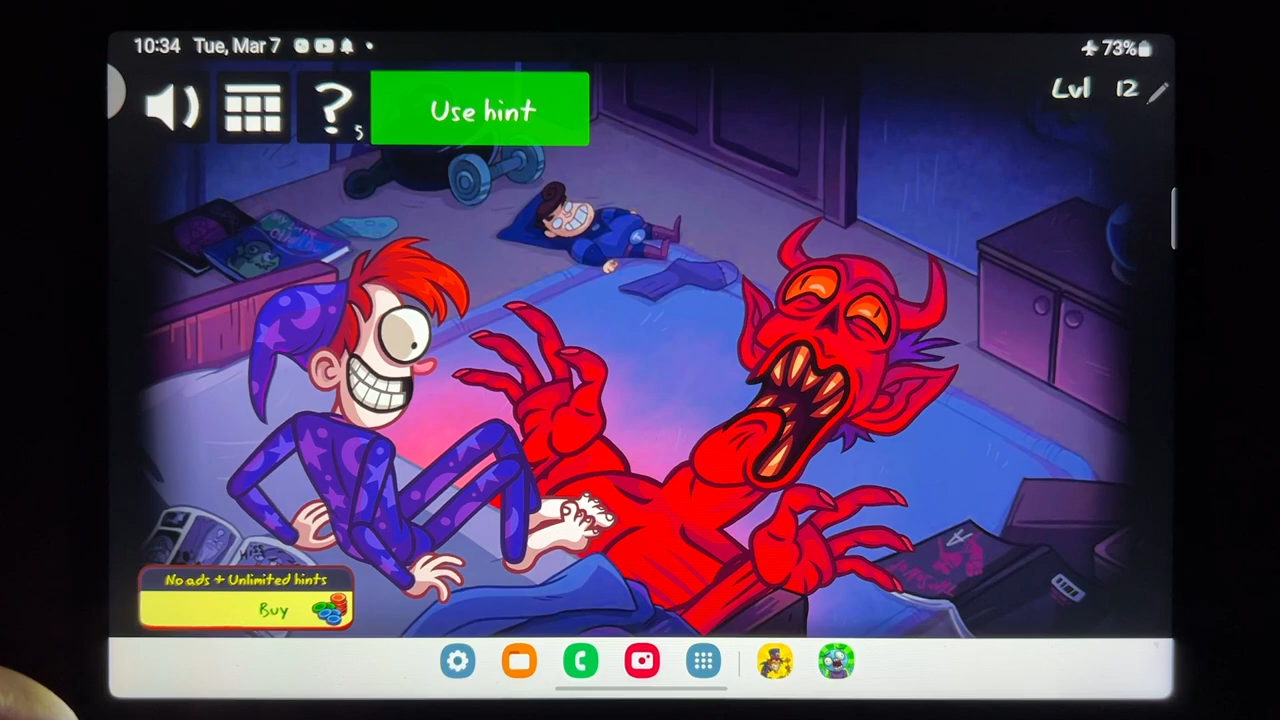 10:34 Tue, Mar 7
73%
?
5
Use hint
Lvl 12
No ads + Unlimited hints
Buy